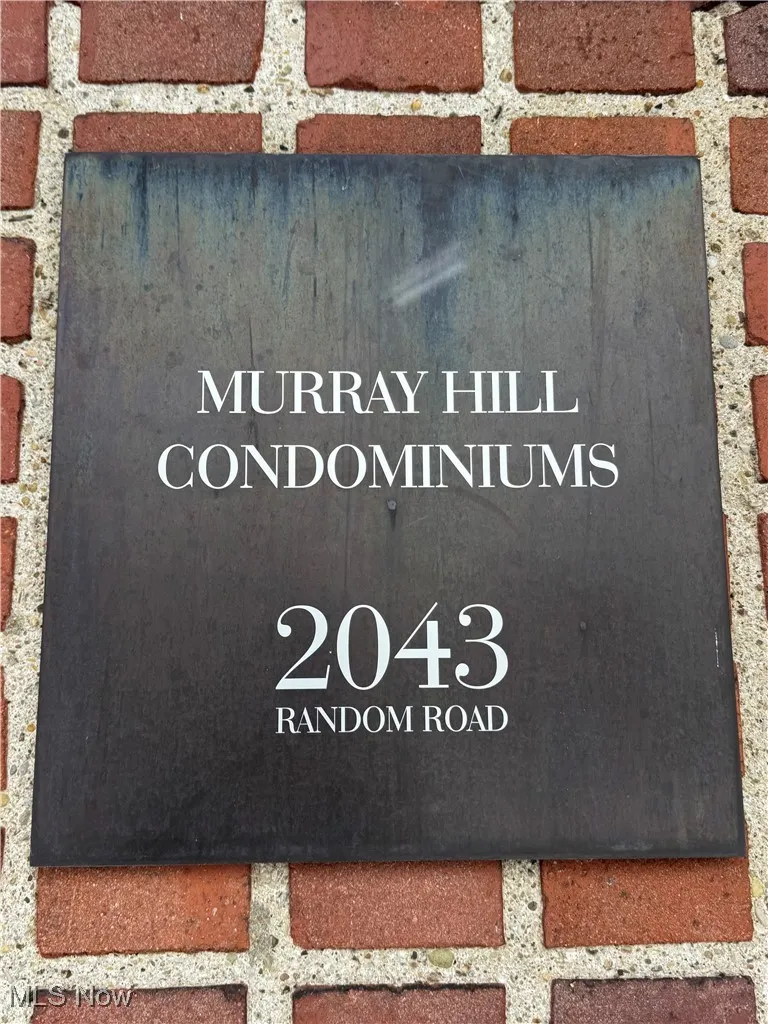 MURRAY HILL
CONDOMINIUMS
2043
RANDOM ROAD
MLS Now